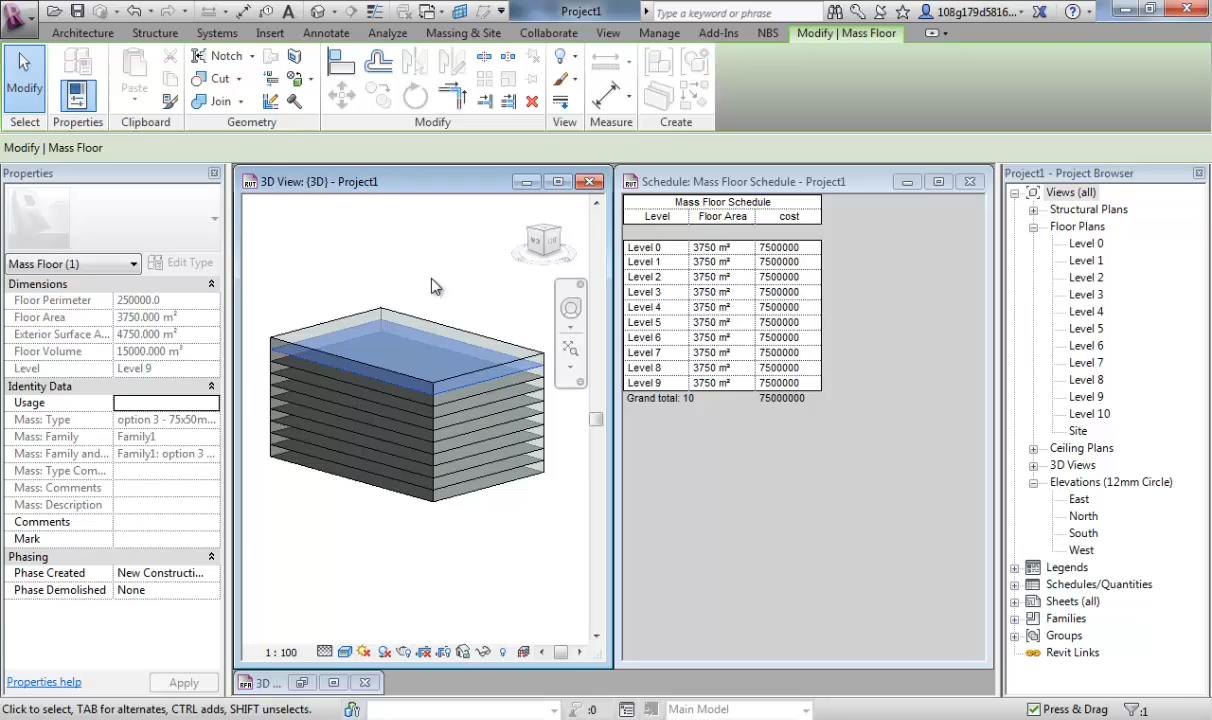 Project1
Type a keyword or phrase
108g179d5816...
Architecture Structure Systems Insert Annotate Analyze Massing & Site Collaborate View Manage Add-Ins NBS Modify | Mass Floor
Modify
Paste
Notch
Cut
Join
Select Properties Clipboard Geometry Modify View Measure Create
Modify | Mass Floor
Properties
Mass Floor (1) Edit Type
Dimensions
Floor Perimeter 250000.0
Floor Area 3750.000 m²
Exterior Surface A... 4750.000 m²
Floor Volume 15000.000 m²
Level Level 9
Identity Data
Usage
Mass: Type option 3 - 75x50m...
Mass: Family Family1
Mass: Family and... Family1: option 3 ...
Mass: Type Com...
Mass: Comments
Mass: Description
Comments
Mark
Phasing
Phase Created New Constructi...
Phase Demolished None
Properties help Apply
3D View: {3D} - Project1
1 : 100
3D ...
Schedule: Mass Floor Schedule - Project1
Mass Floor Schedule
Level Floor Area cost
Level 0 3750 m² 7500000
Level 1 3750 m² 7500000
Level 2 3750 m² 7500000
Level 3 3750 m² 7500000
Level 4 3750 m² 7500000
Level 5 3750 m² 7500000
Level 6 3750 m² 7500000
Level 7 3750 m² 7500000
Level 8 3750 m² 7500000
Level 9 3750 m² 7500000
Grand total: 10 75000000
Project1 - Project Browser
Views (all)
Structural Plans
Floor Plans
Level 0
Level 1
Level 2
Level 3
Level 4
Level 5
Level 6
Level 7
Level 8
Level 9
Level 10
Site
Ceiling Plans
3D Views
Elevations (12mm Circle)
East
North
South
West
Legends
Schedules/Quantities
Sheets (all)
Families
Groups
Revit Links
Click to select, TAB for alternates, CTRL adds, SHIFT unselects.
:0
Main Model
Press & Drag
:1